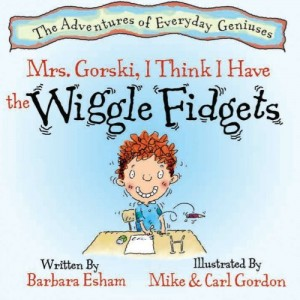 The Adventures of Everyday Geniuses
Mrs. Gorski, I Think I Have
the Wiggle Fidgets
Written By
Barbara Esham
Illustrated By
Mike & Carl Gordon